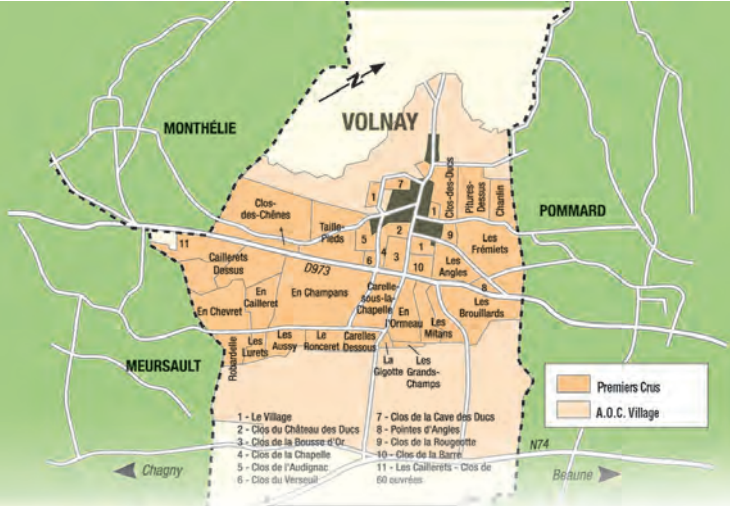 N
VOLNAY
MONTHÉLIE
POMMARD
MEURSAULT
Clos-
des-Chênes
Taille-
Pieds
1
7
1
Clos-des-Ducs
Pitures-
Dessus
Chanlin
11
Caillerets
Dessus
5
2
9
Les
Frémiets
6
4
3
1
10
Les
Angles
8
D973
En Chevret
En
Cailleret
En Champans
Carelle-
sous-la-
Chapelle
En
l'Ormeau
Les
Mitans
Les
Brouillards
Robardelle
Les
Lurets
Les
Aussy
Le
Ronceret
Carelles
Dessous
La
Gigotte
Les
Grands-
Champs
Premiers Crus
A.O.C. Village
1 - Le Village
2 - Clos du Château des Ducs
3 - Clos de la Bousse d'Or
4 - Clos de la Chapelle
5 - Clos de l'Audignac
6 - Clos du Verseuil
7 - Clos de la Cave des Ducs
8 - Pointes d'Angles
9 - Clos de la Rougeotte
10 - Clos de la Barre
11 - Les Caillerets - Clos de
60 ouvrées
N74
Chagny
Beaune